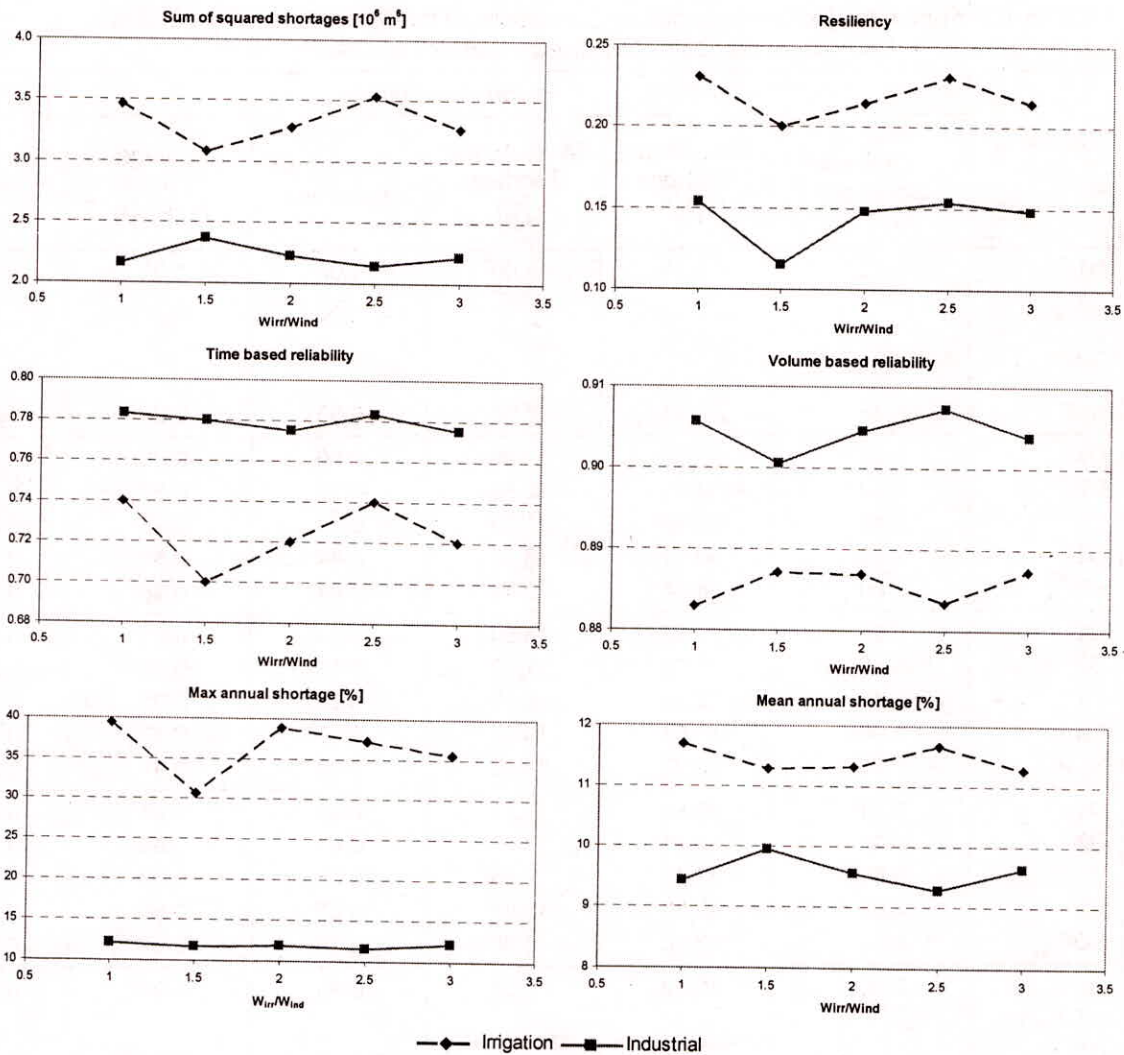 Sum of squared shortages [10⁶ m⁶]
4.0
3.5
3.0
2.5
2.0
0.5 1 1.5 2 2.5 3 3.5
Wirr/Wind
Resiliency
0.25
0.20
0.15
0.10
0.5 1 1.5 2 2.5 3 3.5
Wirr/Wind
Time based reliability
0.80
0.78
0.76
0.74
0.72
0.70
0.68
0.5 1 1.5 2 2.5 3 3.5
Wirr/Wind
Volume based reliability
0.91
0.90
0.89
0.88
0.5 1 1.5 2 2.5 3 3.5
Wirr/Wind
Max annual shortage [%]
40
35
30
25
20
15
10
0.5 1 1.5 2 2.5 3 3.5
Wirr/Wind
Mean annual shortage [%]
12
11
10
9
8
0.5 1 1.5 2 2.5 3 3.5
Wirr/Wind
Irrigation Industrial